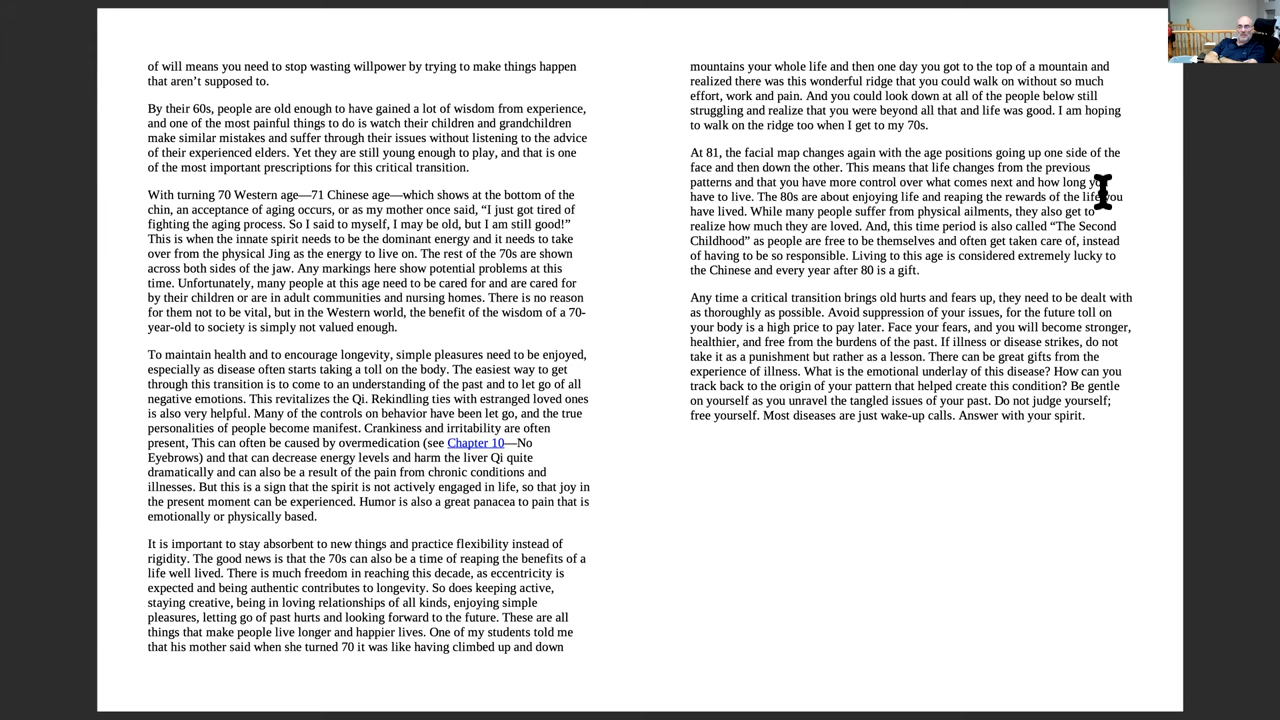 of will means you need to stop wasting willpower by trying to make things happen
that aren’t supposed to.
By their 60s, people are old enough to have gained a lot of wisdom from experience,
and one of the most painful things to do is watch their children and grandchildren
make similar mistakes and suffer through their issues without listening to the advice
of their experienced elders. Yet they are still young enough to play, and that is one
of the most important prescriptions for this critical transition.
With turning 70 Western age—71 Chinese age—which shows at the bottom of the
chin, an acceptance of aging occurs, or as my mother once said, “I just got tired of
fighting the aging process. So I said to myself, I may be old, but I am still good!”
This is when the innate spirit needs to be the dominant energy and it needs to take
over from the physical Jing as the energy to live on. The rest of the 70s are shown
across both sides of the jaw. Any markings here show potential problems at this
time. Unfortunately, many people at this age need to be cared for and are cared for
by their children or are in adult communities and nursing homes. There is no reason
for them not to be vital, but in the Western world, the benefit of the wisdom of a 70-
year-old to society is simply not valued enough.
To maintain health and to encourage longevity, simple pleasures need to be enjoyed,
especially as disease often starts taking a toll on the body. The easiest way to get
through this transition is to come to an understanding of the past and to let go of all
negative emotions. This revitalizes the Qi. Rekindling ties with estranged loved ones
is also very helpful. Many of the controls on behavior have been let go, and the true
personalities of people become manifest. Crankiness and irritability are often
present, This can often be caused by overmedication (see Chapter 10—No
Eyebrows) and that can decrease energy levels and harm the liver Qi quite
dramatically and can also be a result of the pain from chronic conditions and
illnesses. But this is a sign that the spirit is not actively engaged in life, so that joy in
the present moment can be experienced. Humor is also a great panacea to pain that is
emotionally or physically based.
It is important to stay absorbent to new things and practice flexibility instead of
rigidity. The good news is that the 70s can also be a time of reaping the benefits of a
life well lived. There is much freedom in reaching this decade, as eccentricity is
expected and being authentic contributes to longevity. So does keeping active,
staying creative, being in loving relationships of all kinds, enjoying simple
pleasures, letting go of past hurts and looking forward to the future. These are all
things that make people live longer and happier lives. One of my students told me
that his mother said when she turned 70 it was like having climbed up and down
mountains your whole life and then one day you got to the top of a mountain and
realized there was this wonderful ridge that you could walk on without so much
effort, work and pain. And you could look down at all of the people below still
struggling and realize that you were beyond all that and life was good. I am hoping
to walk on the ridge too when I get to my 70s.
At 81, the facial map changes again with the age positions going up one side of the
face and then down the other. This means that life changes from the previous
patterns and that you have more control over what comes next and how long you
have to live. The 80s are about enjoying life and reaping the rewards of the life you
have lived. While many people suffer from physical ailments, they also get to
realize how much they are loved. And, this time period is also called “The Second
Childhood” as people are free to be themselves and often get taken care of, instead
of having to be so responsible. Living to this age is considered extremely lucky to
the Chinese and every year after 80 is a gift.
Any time a critical transition brings old hurts and fears up, they need to be dealt with
as thoroughly as possible. Avoid suppression of your issues, for the future toll on
your body is a high price to pay later. Face your fears, and you will become stronger,
healthier, and free from the burdens of the past. If illness or disease strikes, do not
take it as a punishment but rather as a lesson. There can be great gifts from the
experience of illness. What is the emotional underlay of this disease? How can you
track back to the origin of your pattern that helped create this condition? Be gentle
on yourself as you unravel the tangled issues of your past. Do not judge yourself;
free yourself. Most diseases are just wake-up calls. Answer with your spirit.